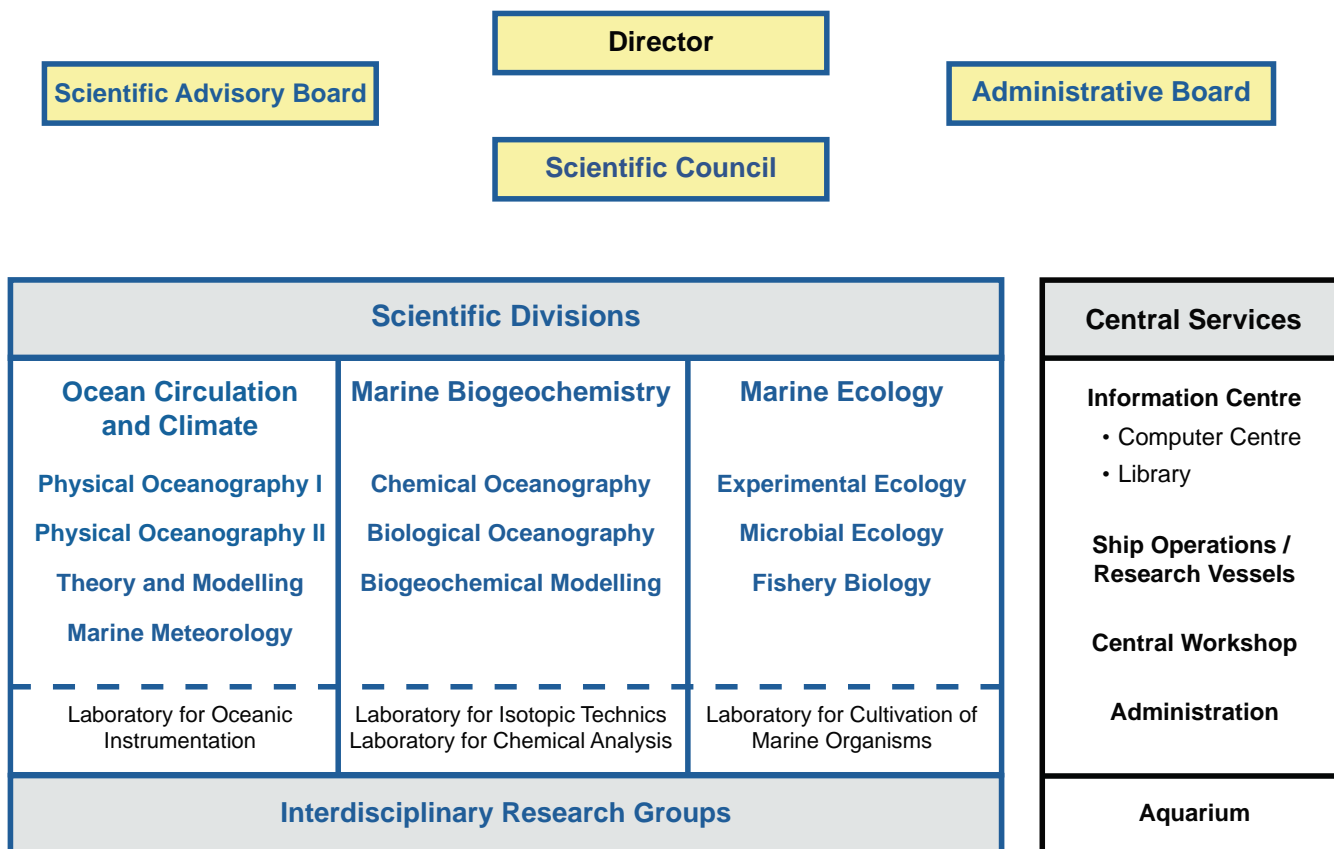 Director
Scientific Advisory Board
Administrative Board
Scientific Council
Scientific Divisions
Ocean Circulation
and Climate
Physical Oceanography I
Physical Oceanography II
Theory and Modelling
Marine Meteorology
Laboratory for Oceanic
Instrumentation
Marine Biogeochemistry
Chemical Oceanography
Biological Oceanography
Biogeochemical Modelling
Laboratory for Isotopic Technics
Laboratory for Chemical Analysis
Marine Ecology
Experimental Ecology
Microbial Ecology
Fishery Biology
Laboratory for Cultivation of
Marine Organisms
Interdisciplinary Research Groups
Central Services
Information Centre
• Computer Centre
• Library
Ship Operations /
Research Vessels
Central Workshop
Administration
Aquarium